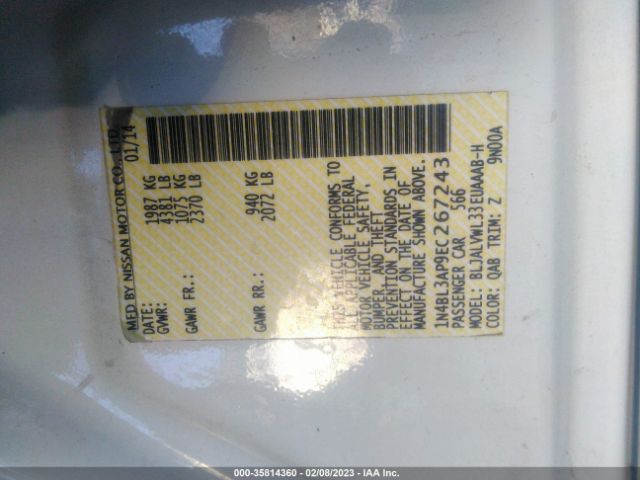 MFD BY NISSAN MOTOR CO., LTD.
DATE: 01/14
GVWR: 1987 KG
4381 LB
GAWR FR.: 1075 KG
2370 LB
GAWR RR.: 940 KG
2072 LB
THIS VEHICLE CONFORMS TO
ALL APPLICABLE FEDERAL
MOTOR VEHICLE SAFETY,
BUMPER, AND THEFT
PREVENTION STANDARDS IN
EFFECT ON THE DATE OF
MANUFACTURE SHOWN ABOVE.
1N4BL3AP9EC267243
PASSENGER CAR 566
MODEL: BLJALVWL33EUAAAB-H
COLOR: QAB TRIM: Z 9N00A
000-35814360 - 02/08/2023 - IAA Inc.